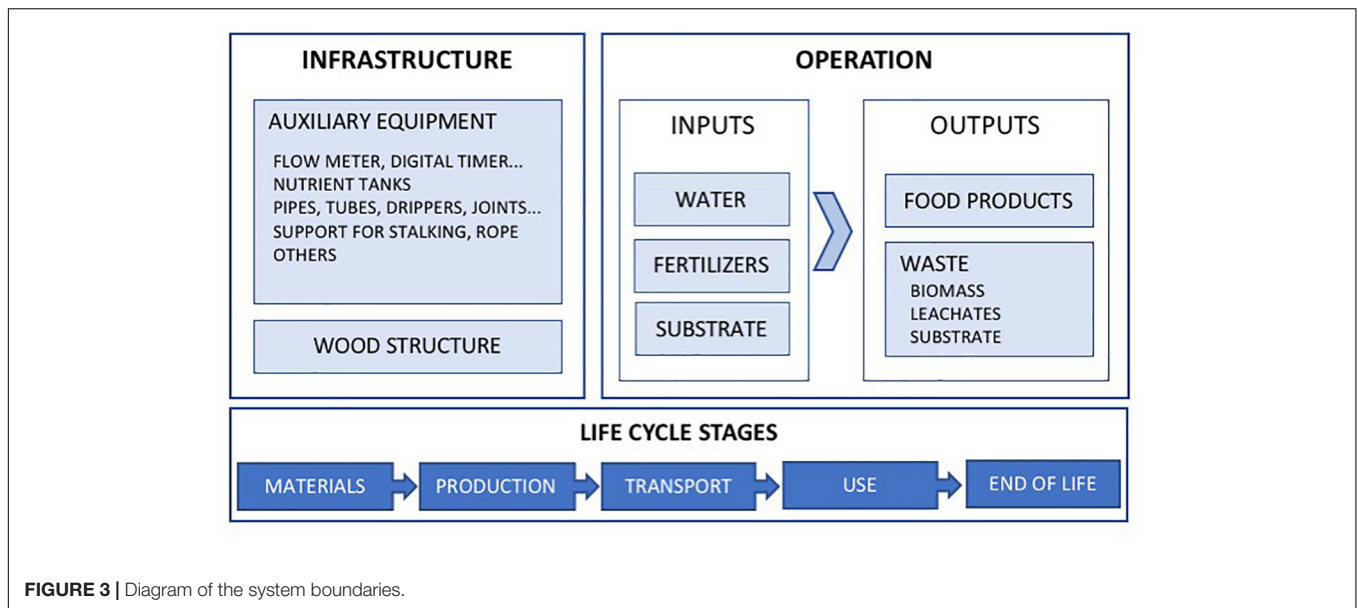 INFRASTRUCTURE
AUXILIARY EQUIPMENT
FLOW METER, DIGITAL TIMER...
NUTRIENT TANKS
PIPES, TUBES, DRIPPERS, JOINTS...
SUPPORT FOR STALKING, ROPE
OTHERS
WOOD STRUCTURE
OPERATION
INPUTS
WATER
FERTILIZERS
SUBSTRATE
OUTPUTS
FOOD PRODUCTS
WASTE
BIOMASS
LEACHATES
SUBSTRATE
LIFE CYCLE STAGES
MATERIALS
PRODUCTION
TRANSPORT
USE
END OF LIFE
FIGURE 3 | Diagram of the system boundaries.